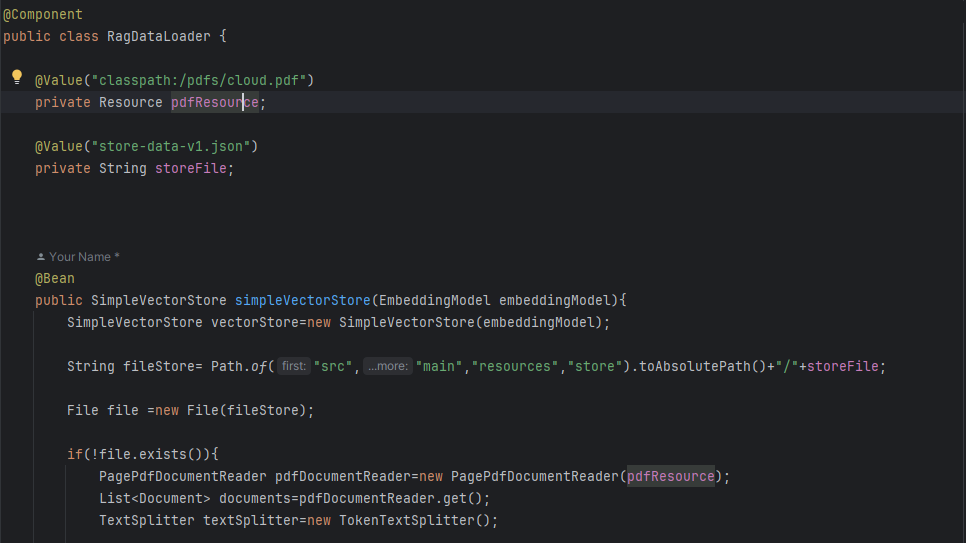 @Component
public class RagDataLoader {
@Value("classpath:/pdfs/cloud.pdf")
private Resource pdfResource;
@Value("store-data-v1.json")
private String storeFile;
Your Name *
@Bean
public SimpleVectorStore simpleVectorStore(EmbeddingModel embeddingModel){
SimpleVectorStore vectorStore=new SimpleVectorStore(embeddingModel);
String fileStore= Path.of( first: "src", ...more: "main","resources","store").toAbsolutePath()+"/"+storeFile;
File file =new File(fileStore);
if(!file.exists()){
PagePdfDocumentReader pdfDocumentReader=new PagePdfDocumentReader(pdfResource);
List<Document> documents=pdfDocumentReader.get();
TextSplitter textSplitter=new TokenTextSplitter();